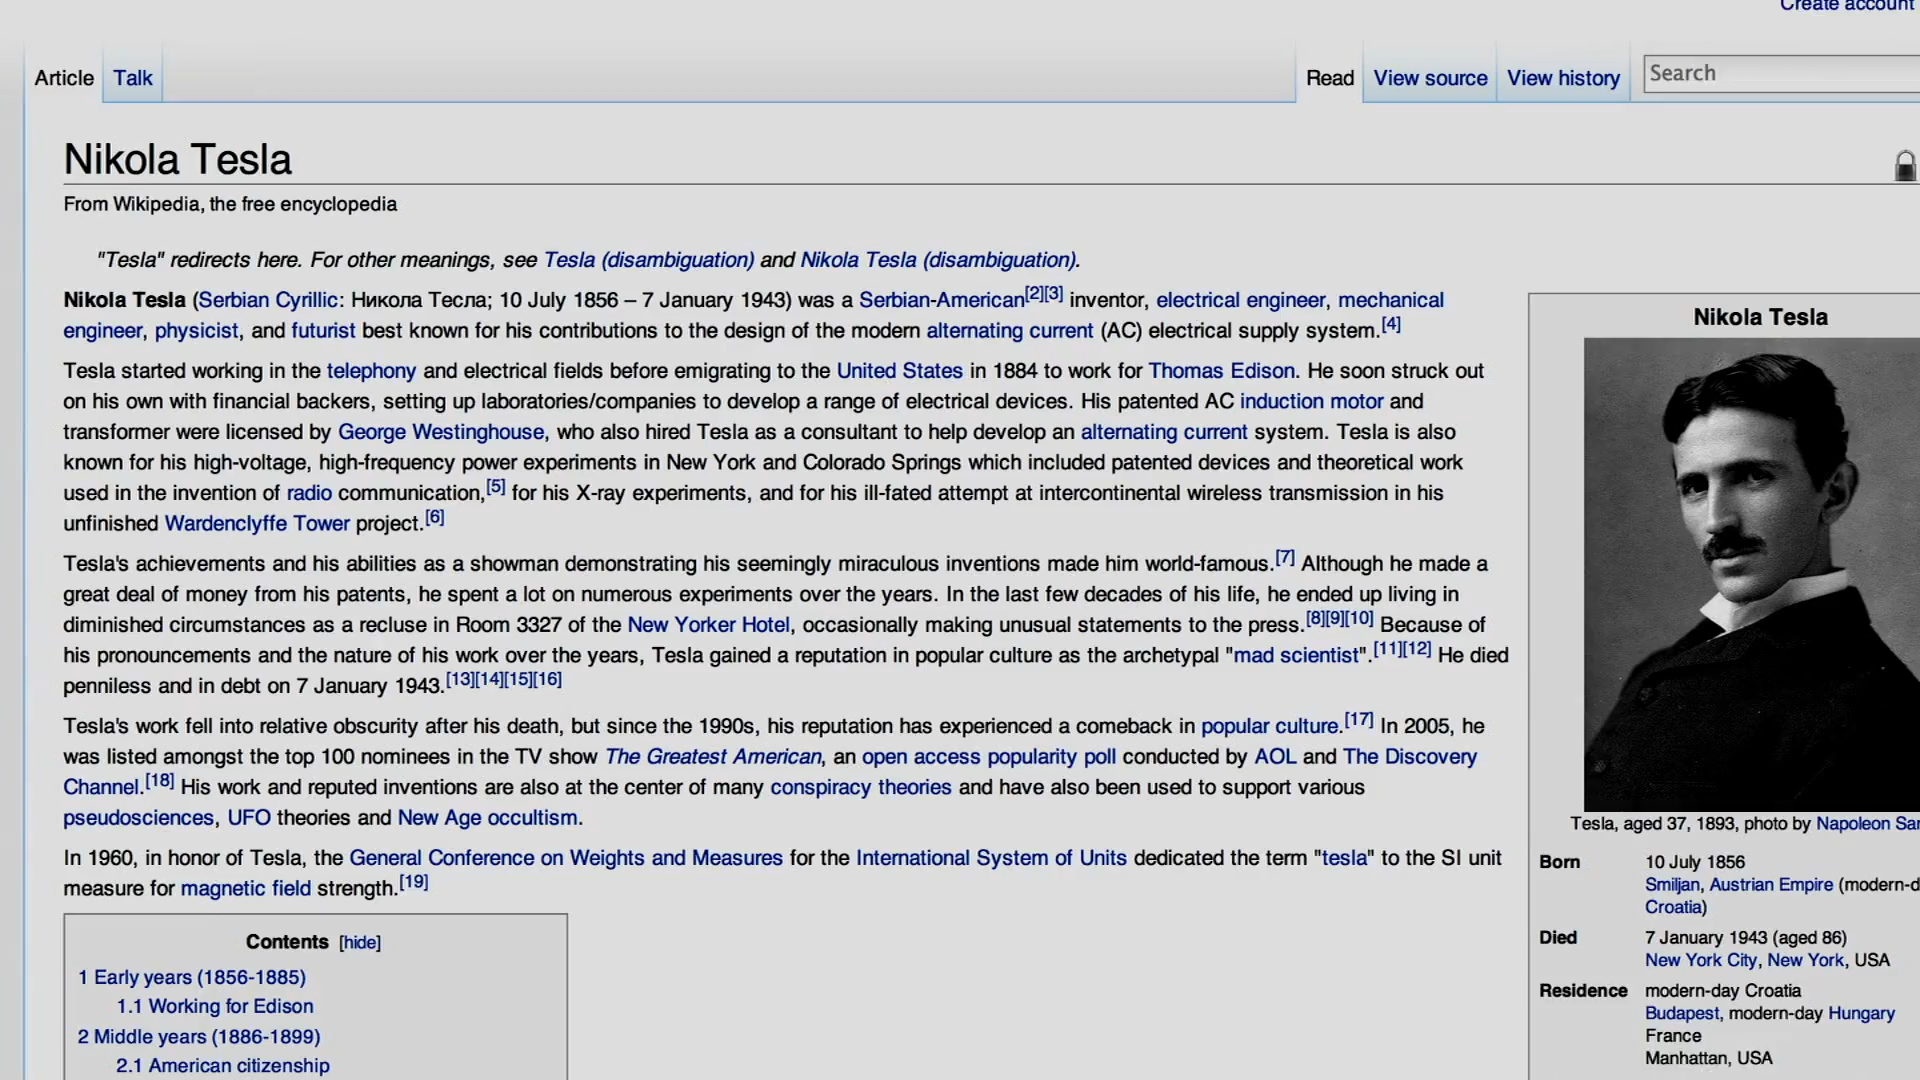 Create account
Article Talk Read View source View history Search
Nikola Tesla
From Wikipedia, the free encyclopedia
"Tesla" redirects here. For other meanings, see Tesla (disambiguation) and Nikola Tesla (disambiguation).
Nikola Tesla (Serbian Cyrillic: Никола Тесла; 10 July 1856 – 7 January 1943) was a Serbian-American[2][3] inventor, electrical engineer, mechanical
engineer, physicist, and futurist best known for his contributions to the design of the modern alternating current (AC) electrical supply system.[4]
Tesla started working in the telephony and electrical fields before emigrating to the United States in 1884 to work for Thomas Edison. He soon struck out
on his own with financial backers, setting up laboratories/companies to develop a range of electrical devices. His patented AC induction motor and
transformer were licensed by George Westinghouse, who also hired Tesla as a consultant to help develop an alternating current system. Tesla is also
known for his high-voltage, high-frequency power experiments in New York and Colorado Springs which included patented devices and theoretical work
used in the invention of radio communication,[5] for his X-ray experiments, and for his ill-fated attempt at intercontinental wireless transmission in his
unfinished Wardenclyffe Tower project.[6]
Tesla's achievements and his abilities as a showman demonstrating his seemingly miraculous inventions made him world-famous.[7] Although he made a
great deal of money from his patents, he spent a lot on numerous experiments over the years. In the last few decades of his life, he ended up living in
diminished circumstances as a recluse in Room 3327 of the New Yorker Hotel, occasionally making unusual statements to the press.[8][9][10] Because of
his pronouncements and the nature of his work over the years, Tesla gained a reputation in popular culture as the archetypal "mad scientist".[11][12] He died
penniless and in debt on 7 January 1943.[13][14][15][16]
Tesla's work fell into relative obscurity after his death, but since the 1990s, his reputation has experienced a comeback in popular culture.[17] In 2005, he
was listed amongst the top 100 nominees in the TV show The Greatest American, an open access popularity poll conducted by AOL and The Discovery
Channel.[18] His work and reputed inventions are also at the center of many conspiracy theories and have also been used to support various
pseudosciences, UFO theories and New Age occultism.
In 1960, in honor of Tesla, the General Conference on Weights and Measures for the International System of Units dedicated the term "tesla" to the SI unit
measure for magnetic field strength.[19]
Contents [hide]
1 Early years (1856-1885)
1.1 Working for Edison
2 Middle years (1886-1899)
2.1 American citizenship
Nikola Tesla
Tesla, aged 37, 1893, photo by Napoleon Sar
Born 10 July 1856
Smiljan, Austrian Empire (modern-d
Croatia)
Died 7 January 1943 (aged 86)
New York City, New York, USA
Residence modern-day Croatia
Budapest, modern-day Hungary
France
Manhattan, USA